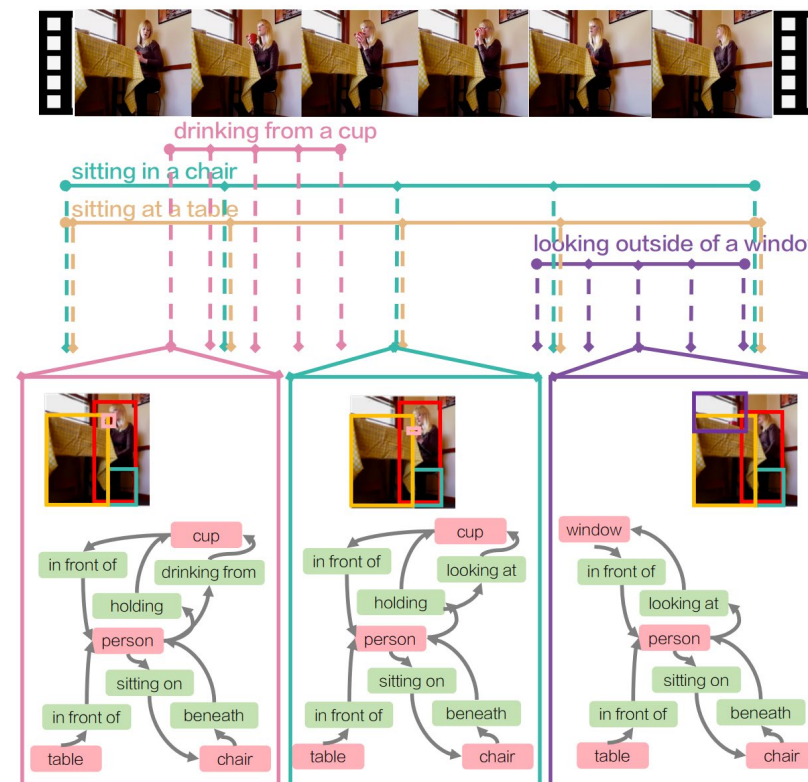 drinking from a cup
sitting in a chair
sitting at a table
looking outside of a windo
cup
in front of
drinking from
holding
person
sitting on
in front of
beneath
table
chair
cup
in front of
looking at
holding
person
sitting on
in front of
beneath
table
chair
window
in front of
looking at
person
sitting on
in front of
beneath
table
chair